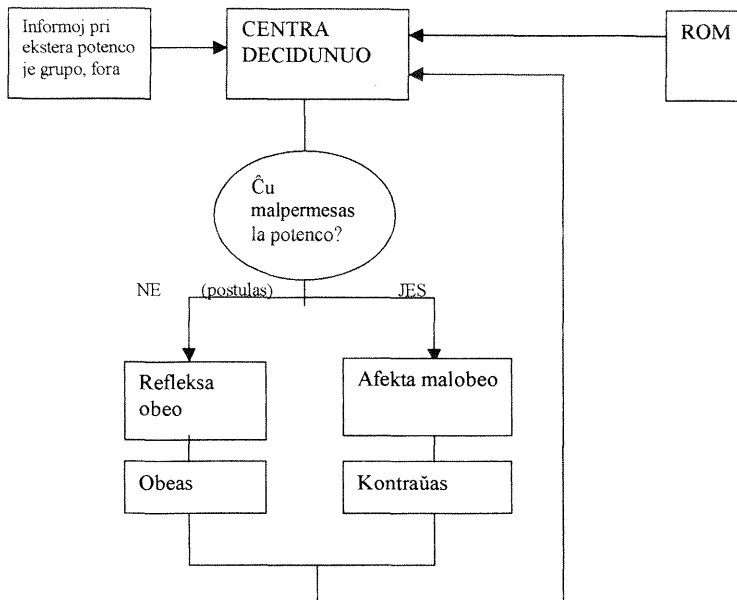 Informoj pri
ekstera potenco
je grupo, fora
CENTRA
DECIDUNUO
ROM
Ĉu
malpermesas
la potenco?
NE (postulas) JES
Refleksa
obeo
Afekta malobeo
Obeas
Kontraŭas